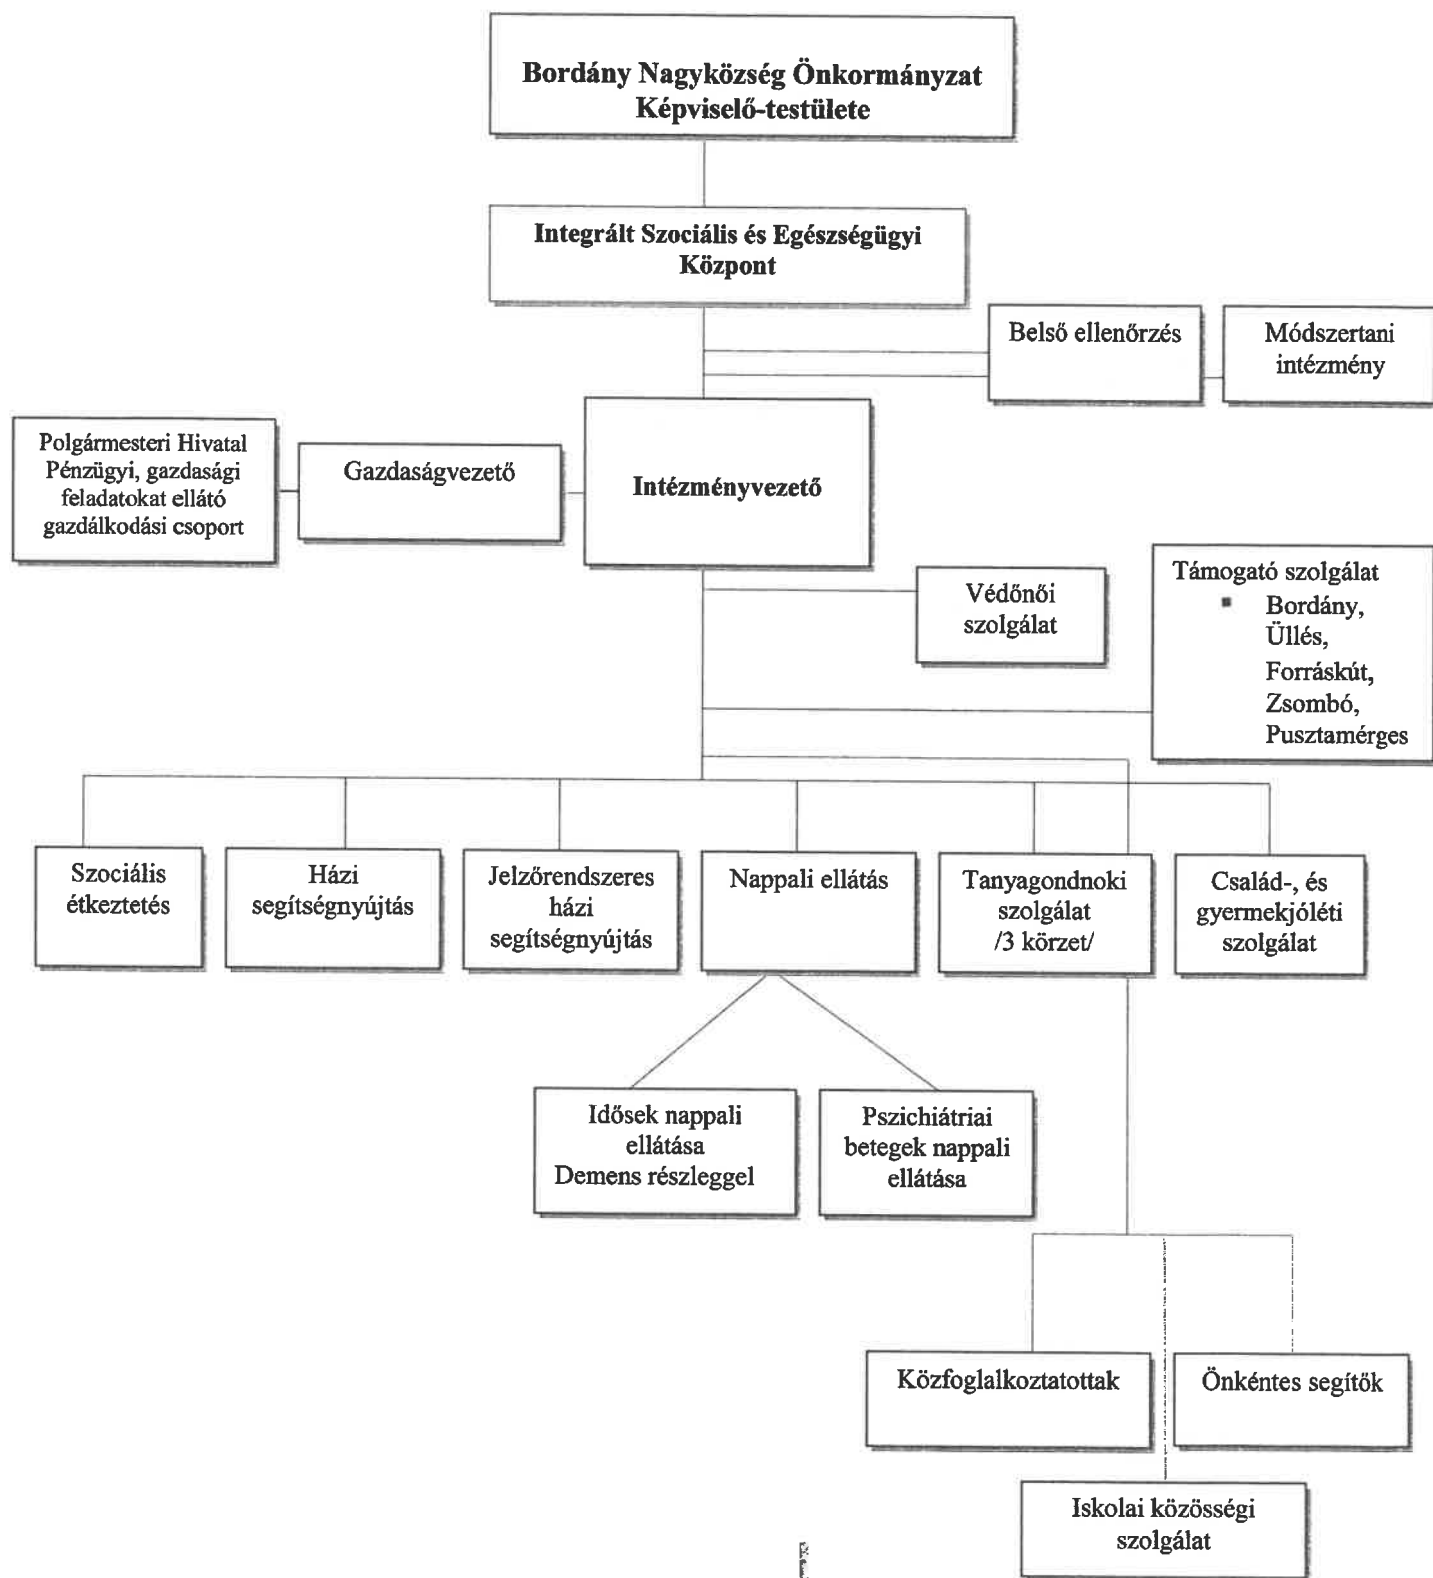 Bordány Nagyközség Önkormányzat
Képviselő-testülete
Integrált Szociális és Egészségügyi
Központ
Belső ellenőrzés
Módszertani
intézmény
Polgármesteri Hivatal
Pénzügyi, gazdasági
feladatokat ellátó
gazdálkodási csoport
Gazdaságvezető
Intézményvezető
Védőnői
szolgálat
Támogató szolgálat
▪ Bordány,
Üllés,
Forráskút,
Zsombó,
Pusztamérges
Szociális
étkeztetés
Házi
segítségnyújtás
Jelzőrendszeres
házi
segítségnyújtás
Nappali ellátás
Tanyagondnoki
szolgálat
/3 körzet/
Család-, és
gyermekjóléti
szolgálat
Idősek nappali
ellátása
Demens részleggel
Pszichiátriai
betegek nappali
ellátása
Közfoglalkoztatottak
Önkéntes segítők
Iskolai közösségi
szolgálat